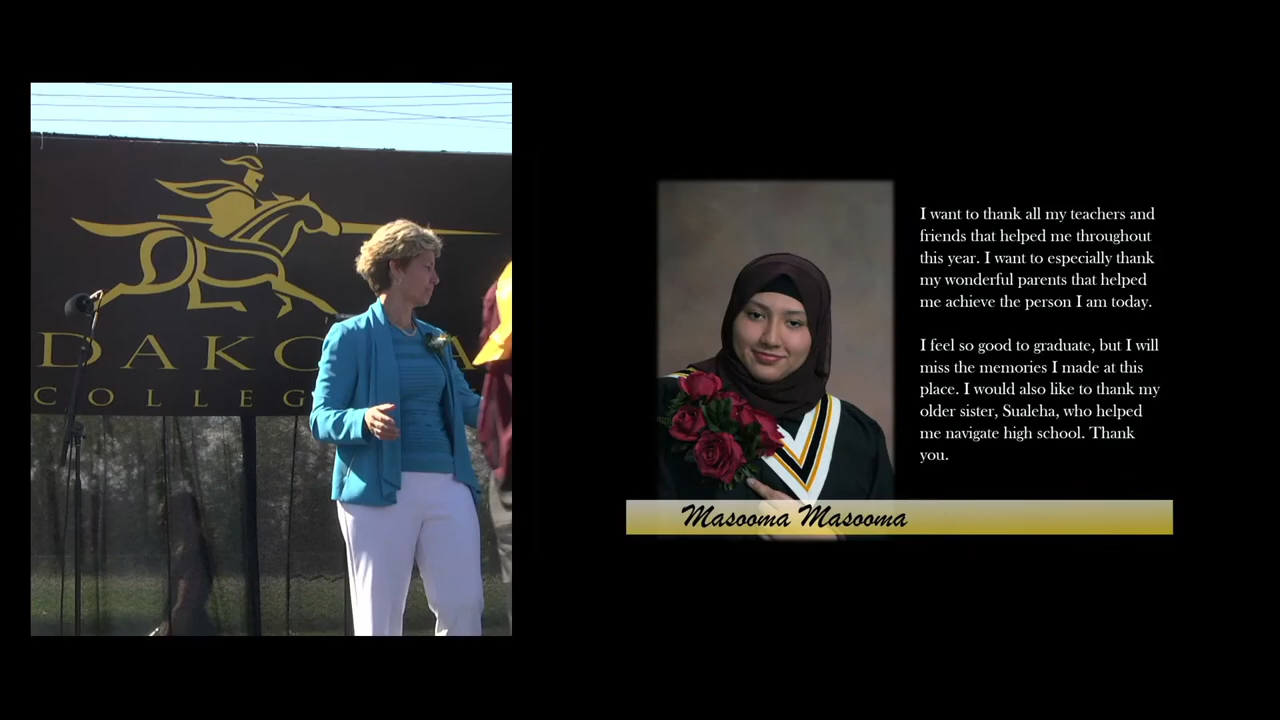 DAKOTA
COLLEG
I want to thank all my teachers and
friends that helped me throughout
this year. I want to especially thank
my wonderful parents that helped
me achieve the person I am today.
I feel so good to graduate, but I will
miss the memories I made at this
place. I would also like to thank my
older sister, Sualeha, who helped
me navigate high school. Thank
you.
Masooma Masooma